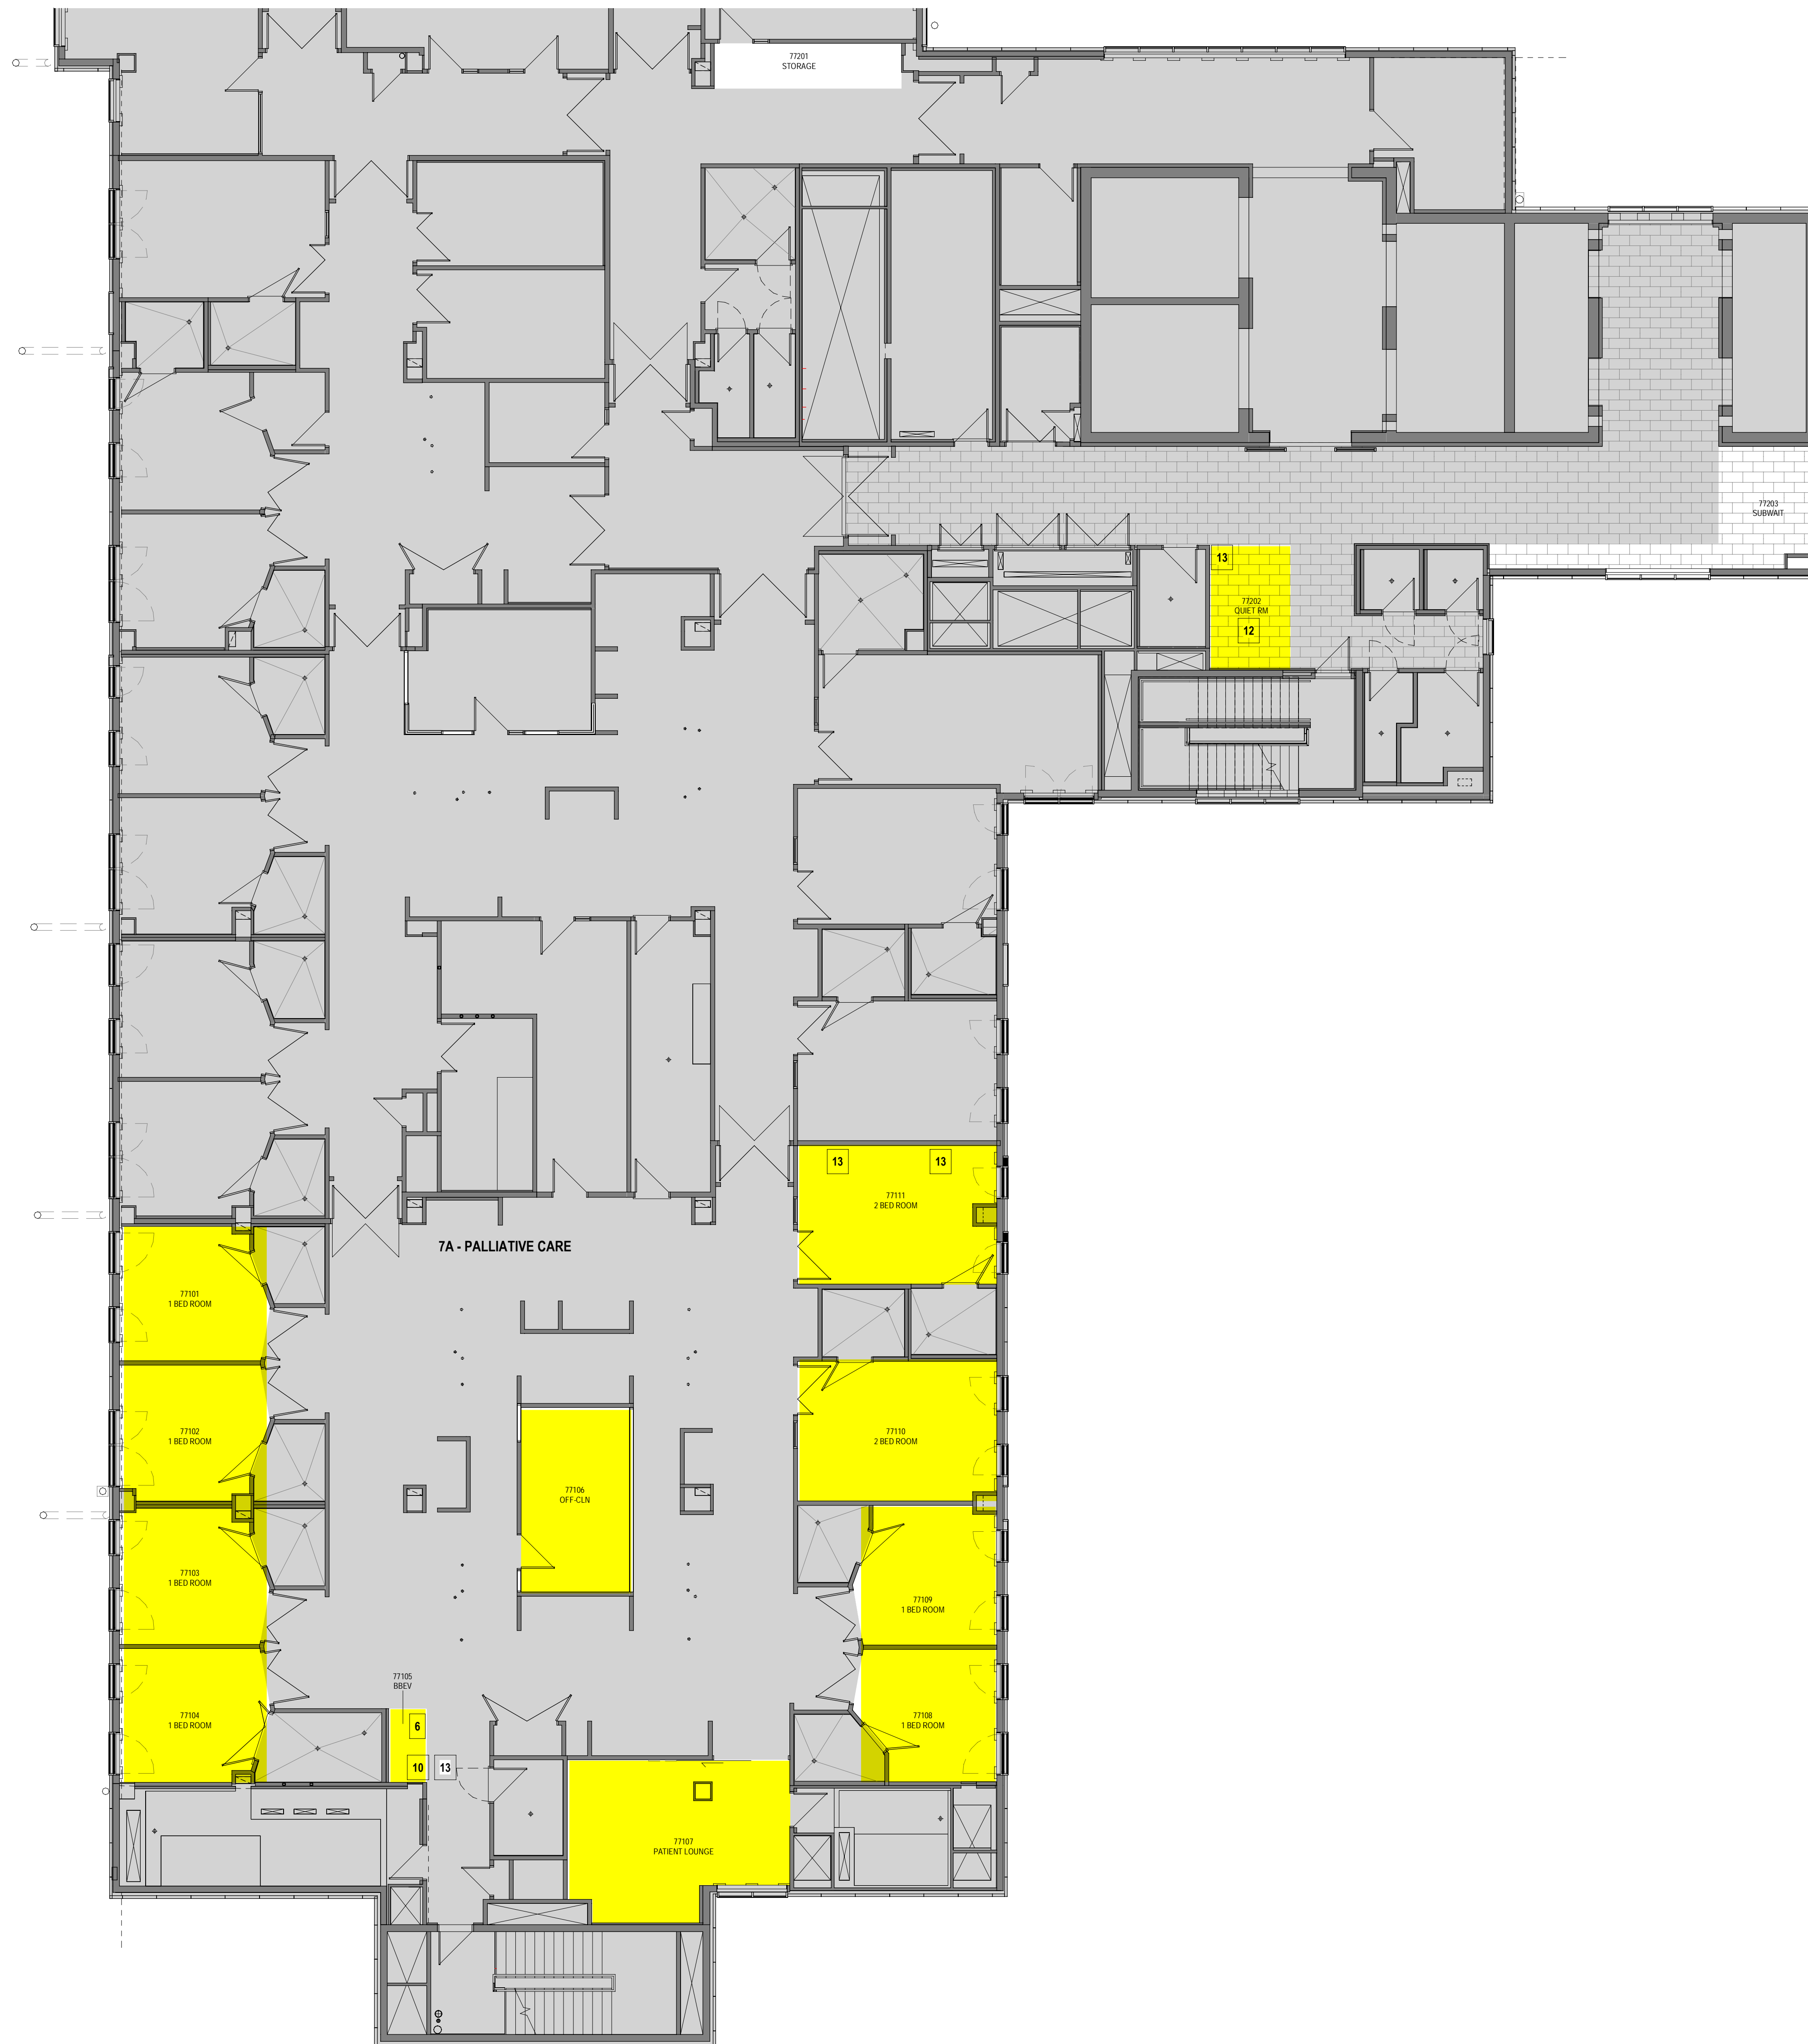 77201
STORAGE
77203
SUBWAIT
13
77202
QUIET RM
12
13
13
77111
2 BED ROOM
7A - PALLIATIVE CARE
77101
1 BED ROOM
77102
1 BED ROOM
77110
2 BED ROOM
77106
OFF-CLN
77103
1 BED ROOM
77109
1 BED ROOM
77105
BBEV
77104
1 BED ROOM
6
77108
1 BED ROOM
10
13
77107
PATIENT LOUNGE